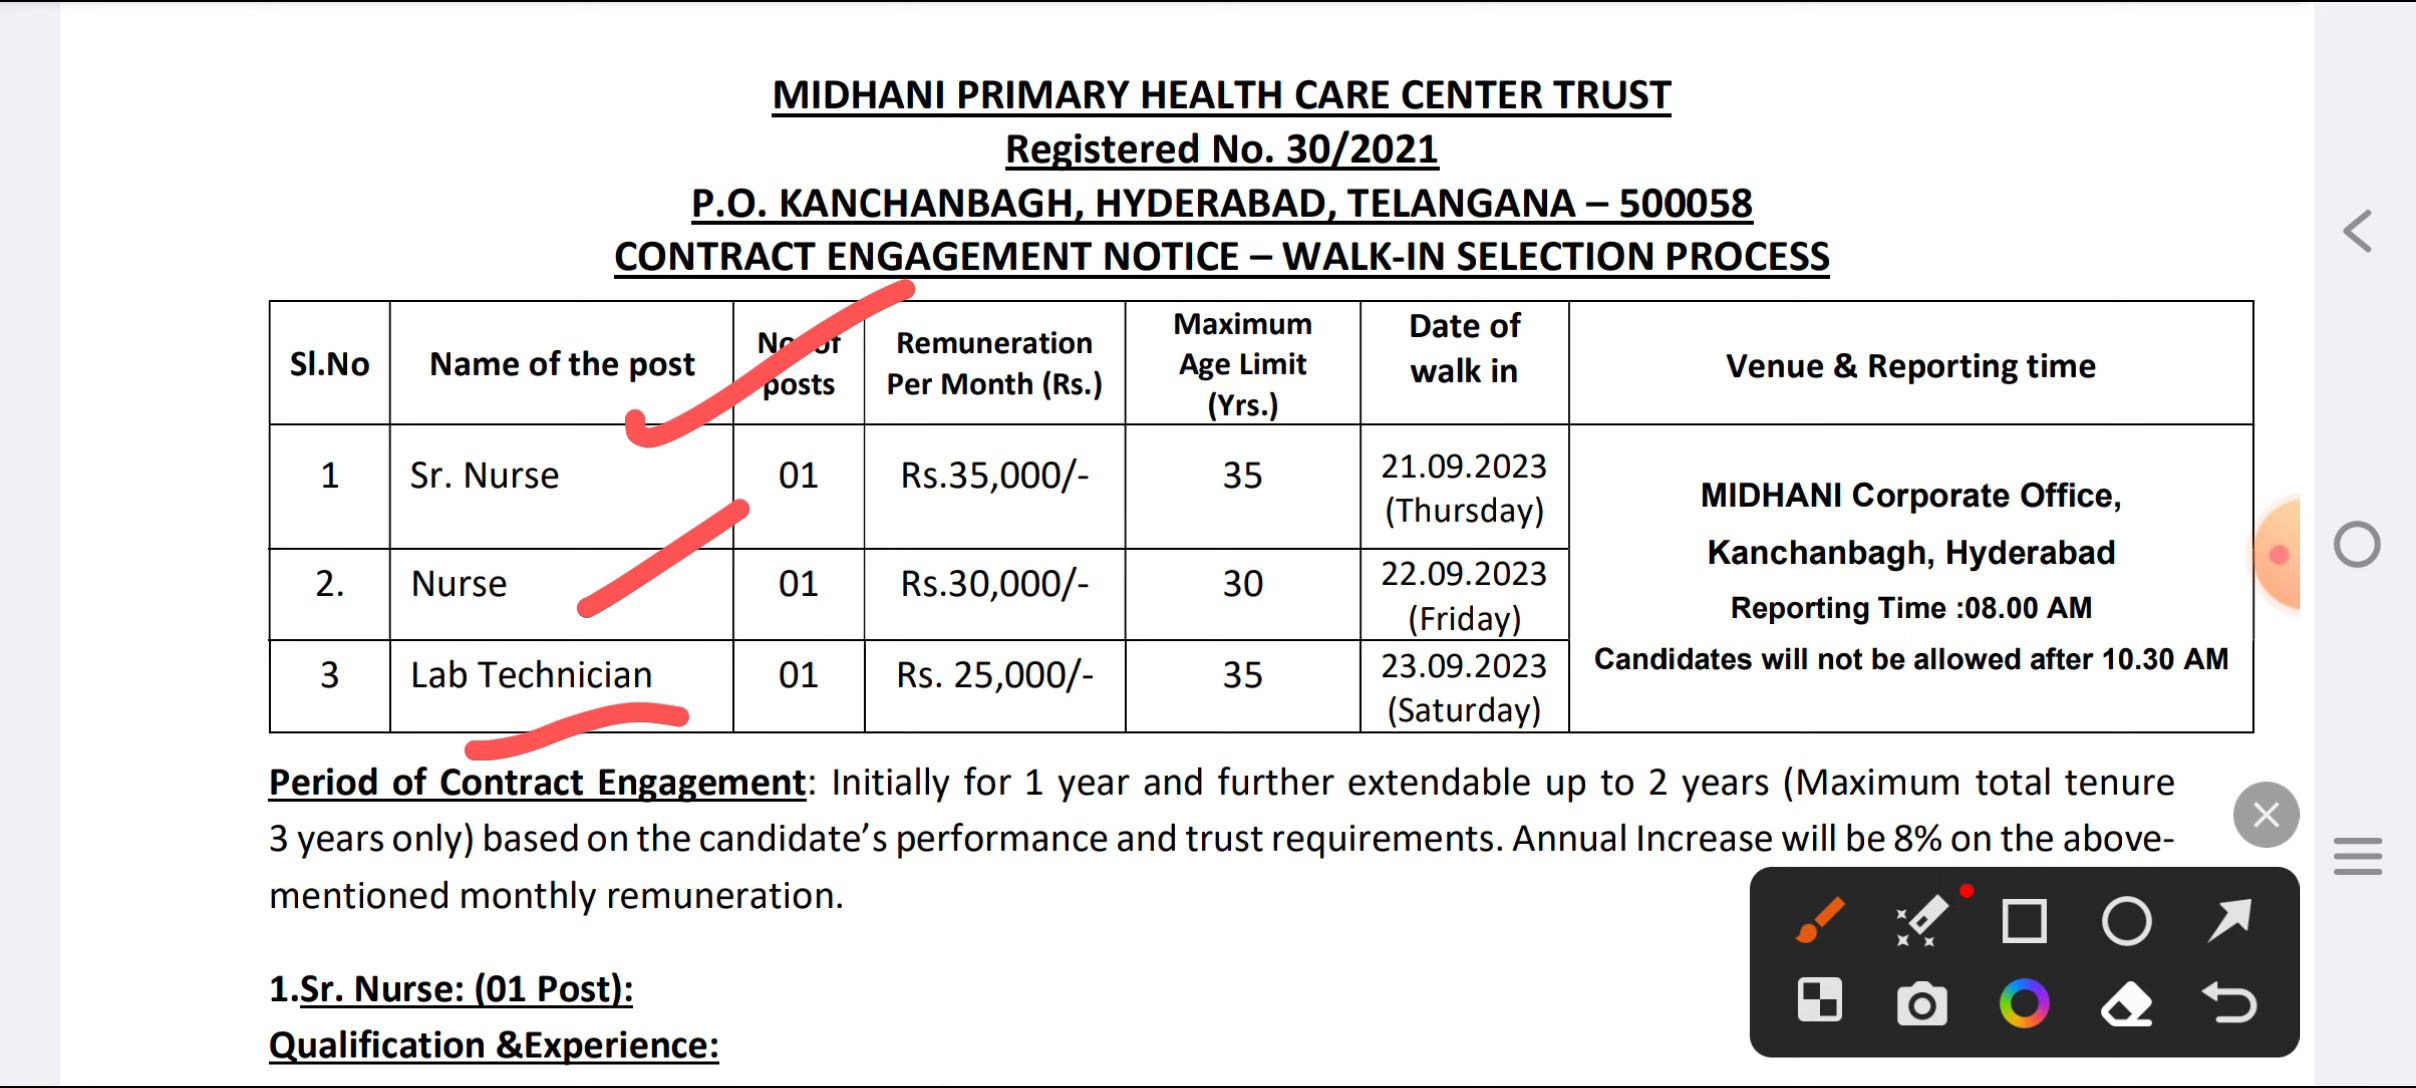 MIDHANI PRIMARY HEALTH CARE CENTER TRUST
Registered No. 30/2021
P.O. KANCHANBAGH, HYDERABAD, TELANGANA – 500058
CONTRACT ENGAGEMENT NOTICE – WALK-IN SELECTION PROCESS
Sl.No Name of the post No of posts Remuneration Per Month (Rs.) Maximum Age Limit (Yrs.) Date of walk in Venue & Reporting time
1 Sr. Nurse 01 Rs.35,000/- 35 21.09.2023 (Thursday)
2. Nurse 01 Rs.30,000/- 30 22.09.2023 (Friday)
3 Lab Technician 01 Rs. 25,000/- 35 23.09.2023 (Saturday)
MIDHANI Corporate Office,
Kanchanbagh, Hyderabad
Reporting Time :08.00 AM
Candidates will not be allowed after 10.30 AM
Period of Contract Engagement: Initially for 1 year and further extendable up to 2 years (Maximum total tenure
3 years only) based on the candidate’s performance and trust requirements. Annual Increase will be 8% on the above-
mentioned monthly remuneration.
1.Sr. Nurse: (01 Post):
Qualification &Experience: